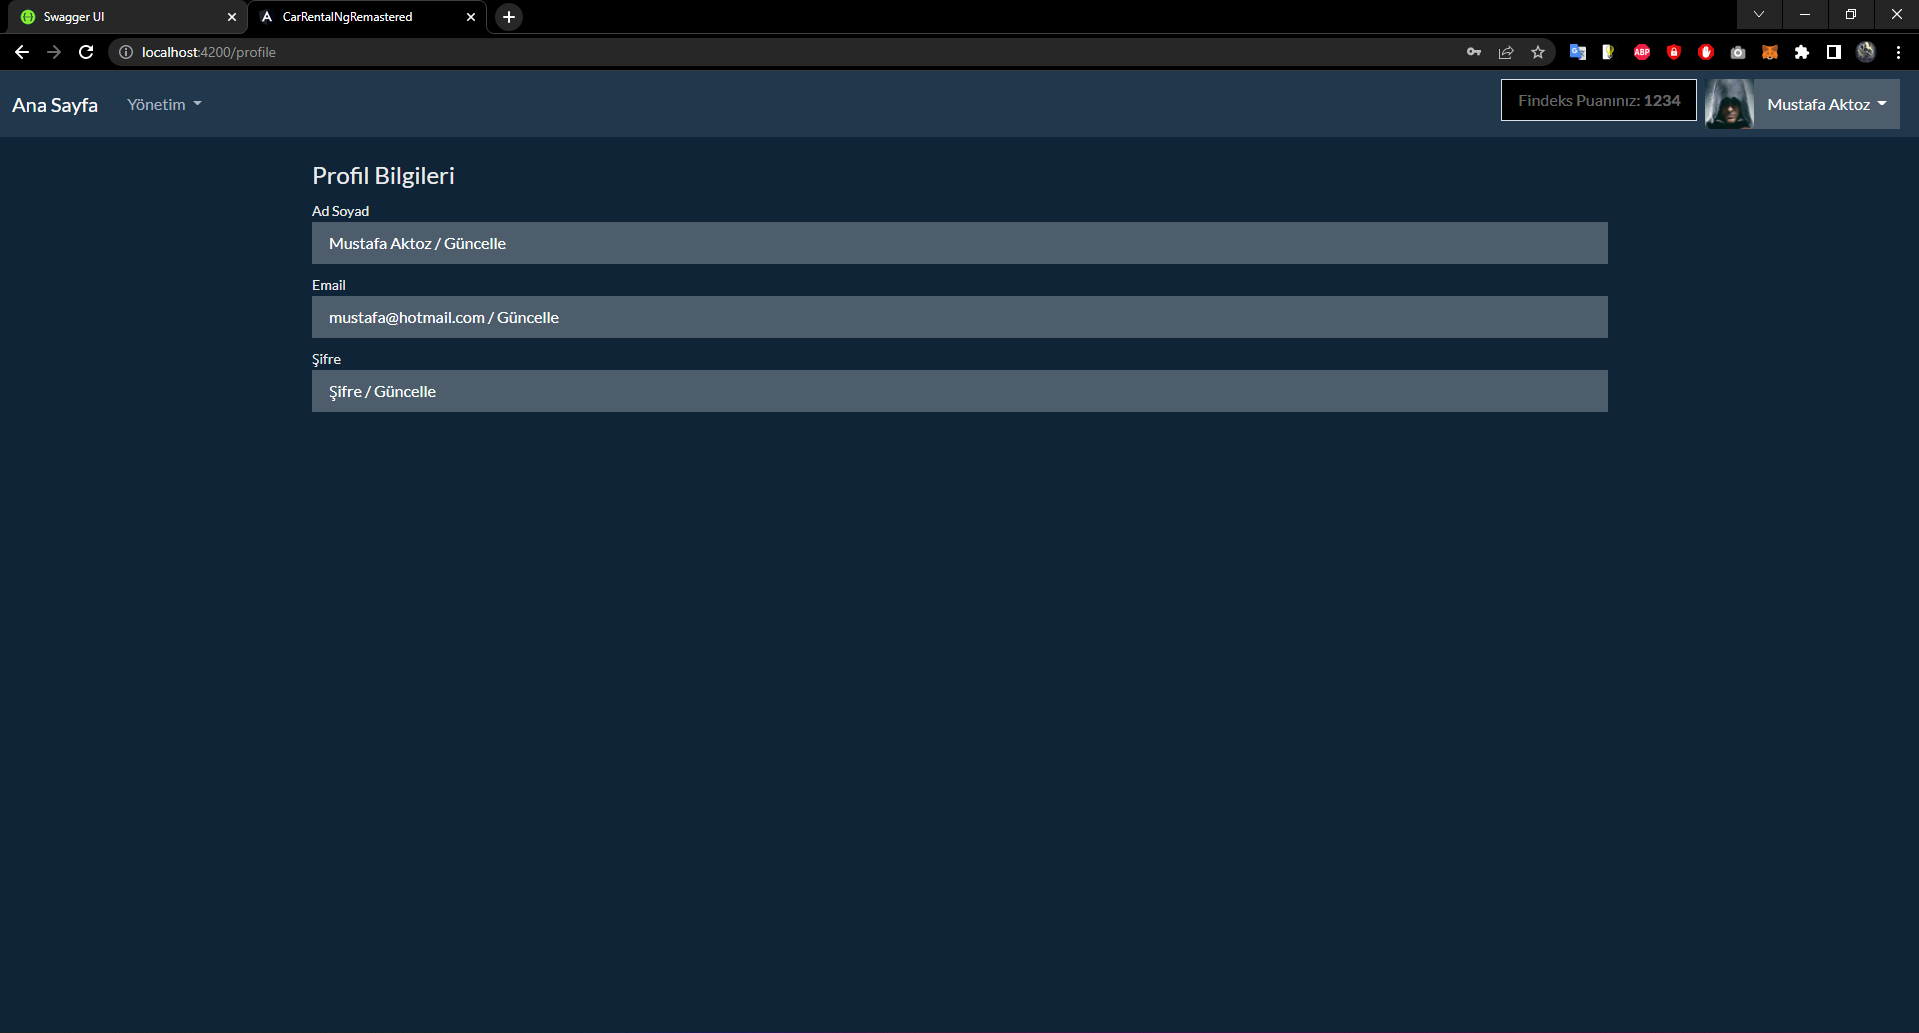 Swagger UI
CarRentalNgRemastered
localhost:4200/profile
ABP
Ana Sayfa
Yönetim
Findeks Puanınız: 1234
Mustafa Aktoz
Profil Bilgileri
Ad Soyad
Mustafa Aktoz / Güncelle
Email
mustafa@hotmail.com / Güncelle
Şifre
Şifre / Güncelle